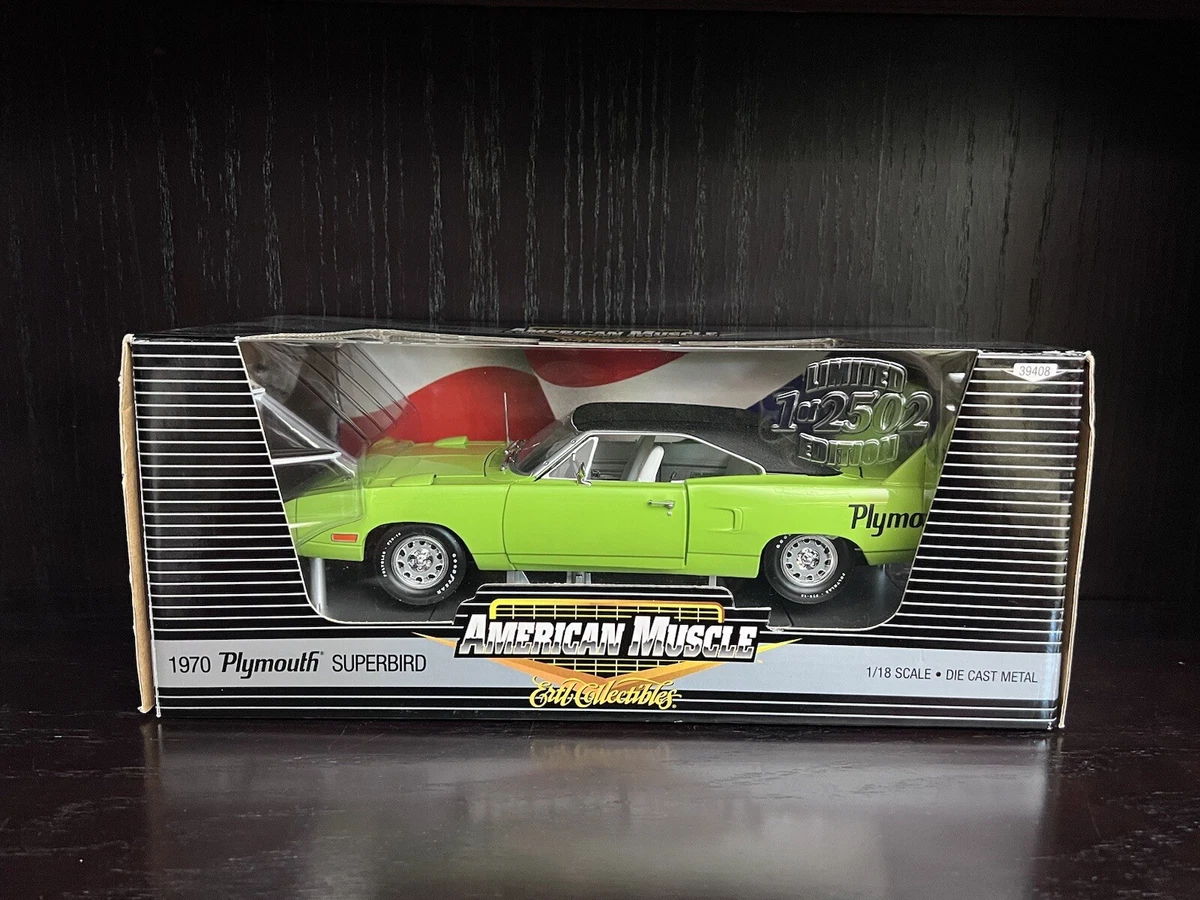 AMERICAN MUSCLE
39408
LIMITED
1 of 2502
EDITION
Plymo
GOODYEAR
AMERICAN MUSCLE
1970 Plymouth® SUPERBIRD
1/18 SCALE • DIE CAST METAL
Ertl Collectibles®